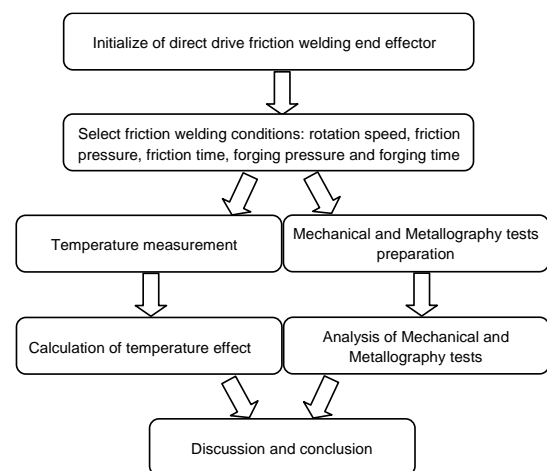 Initialize of direct drive friction welding end effector
Select friction welding conditions: rotation speed, friction
pressure, friction time, forging pressure and forging time
Temperature measurement
Mechanical and Metallography tests
preparation
Calculation of temperature effect
Analysis of Mechanical and
Metallography tests
Discussion and conclusion